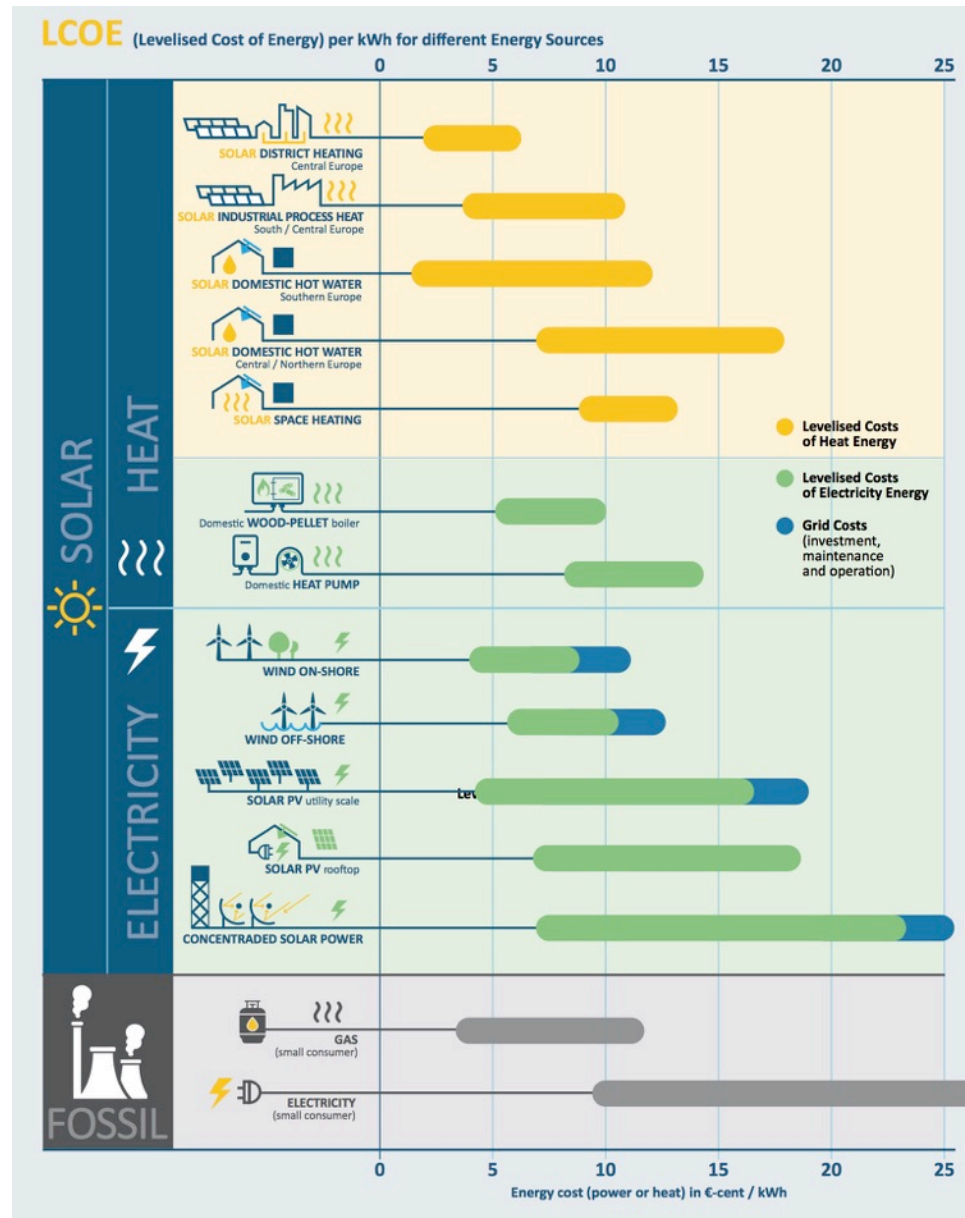 LCOE (Levelised Cost of Energy) per kWh for different Energy Sources
0 5 10 15 20 25
SOLAR DISTRICT HEATING
Central Europe
SOLAR INDUSTRIAL PROCESS HEAT
South / Central Europe
SOLAR DOMESTIC HOT WATER
Southern Europe
SOLAR DOMESTIC HOT WATER
Central / Northern Europe
SOLAR SPACE HEATING
Levelised Costs
of Heat Energy
Levelised Costs
of Electricity Energy
Grid Costs
(investment,
maintenance
and operation)
SOLAR
HEAT
Domestic WOOD-PELLET boiler
Domestic HEAT PUMP
ELECTRICITY
WIND ON-SHORE
WIND OFF-SHORE
SOLAR PV utility scale
SOLAR PV rooftop
CONCENTRADED SOLAR POWER
FOSSIL
GAS
(small consumer)
ELECTRICITY
(small consumer)
0 5 10 15 20 25
Energy cost (power or heat) in €-cent / kWh